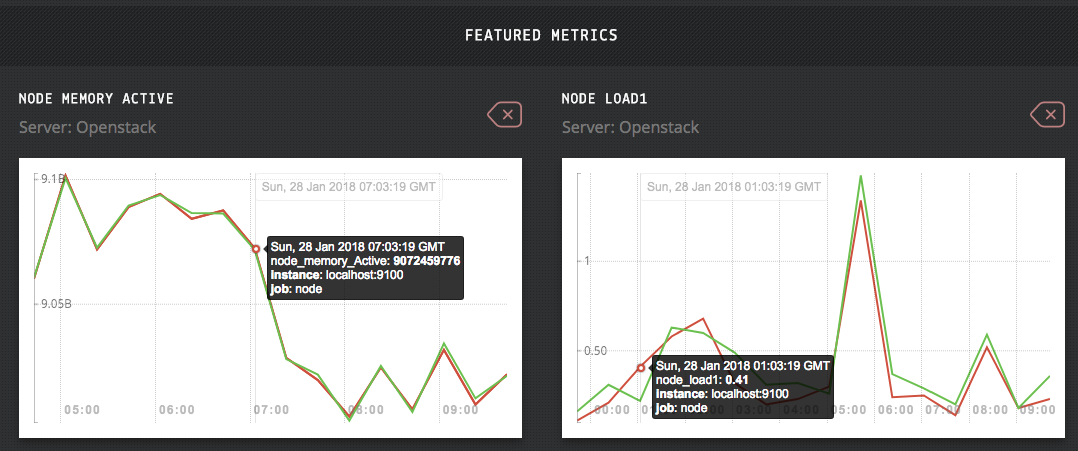 FEATURED METRICS
NODE MEMORY ACTIVE
Server: Openstack
9.1B
Sun, 28 Jan 2018 07:03:19 GMT
Sun, 28 Jan 2018 07:03:19 GMT
node_memory_Active: 9072459776
Instance: localhost:9100
job: node
9.05B
05:00 06:00 07:00 08:00 09:00
NODE LOAD1
Server: Openstack
Sun, 28 Jan 2018 01:03:19 GMT
1
0.50
Sun, 28 Jan 2018 01:03:19 GMT
node_load1: 0.41
Instance: localhost:9100
job: node
03:00 04:00 05:00 06:00 07:00 08:00 09:00